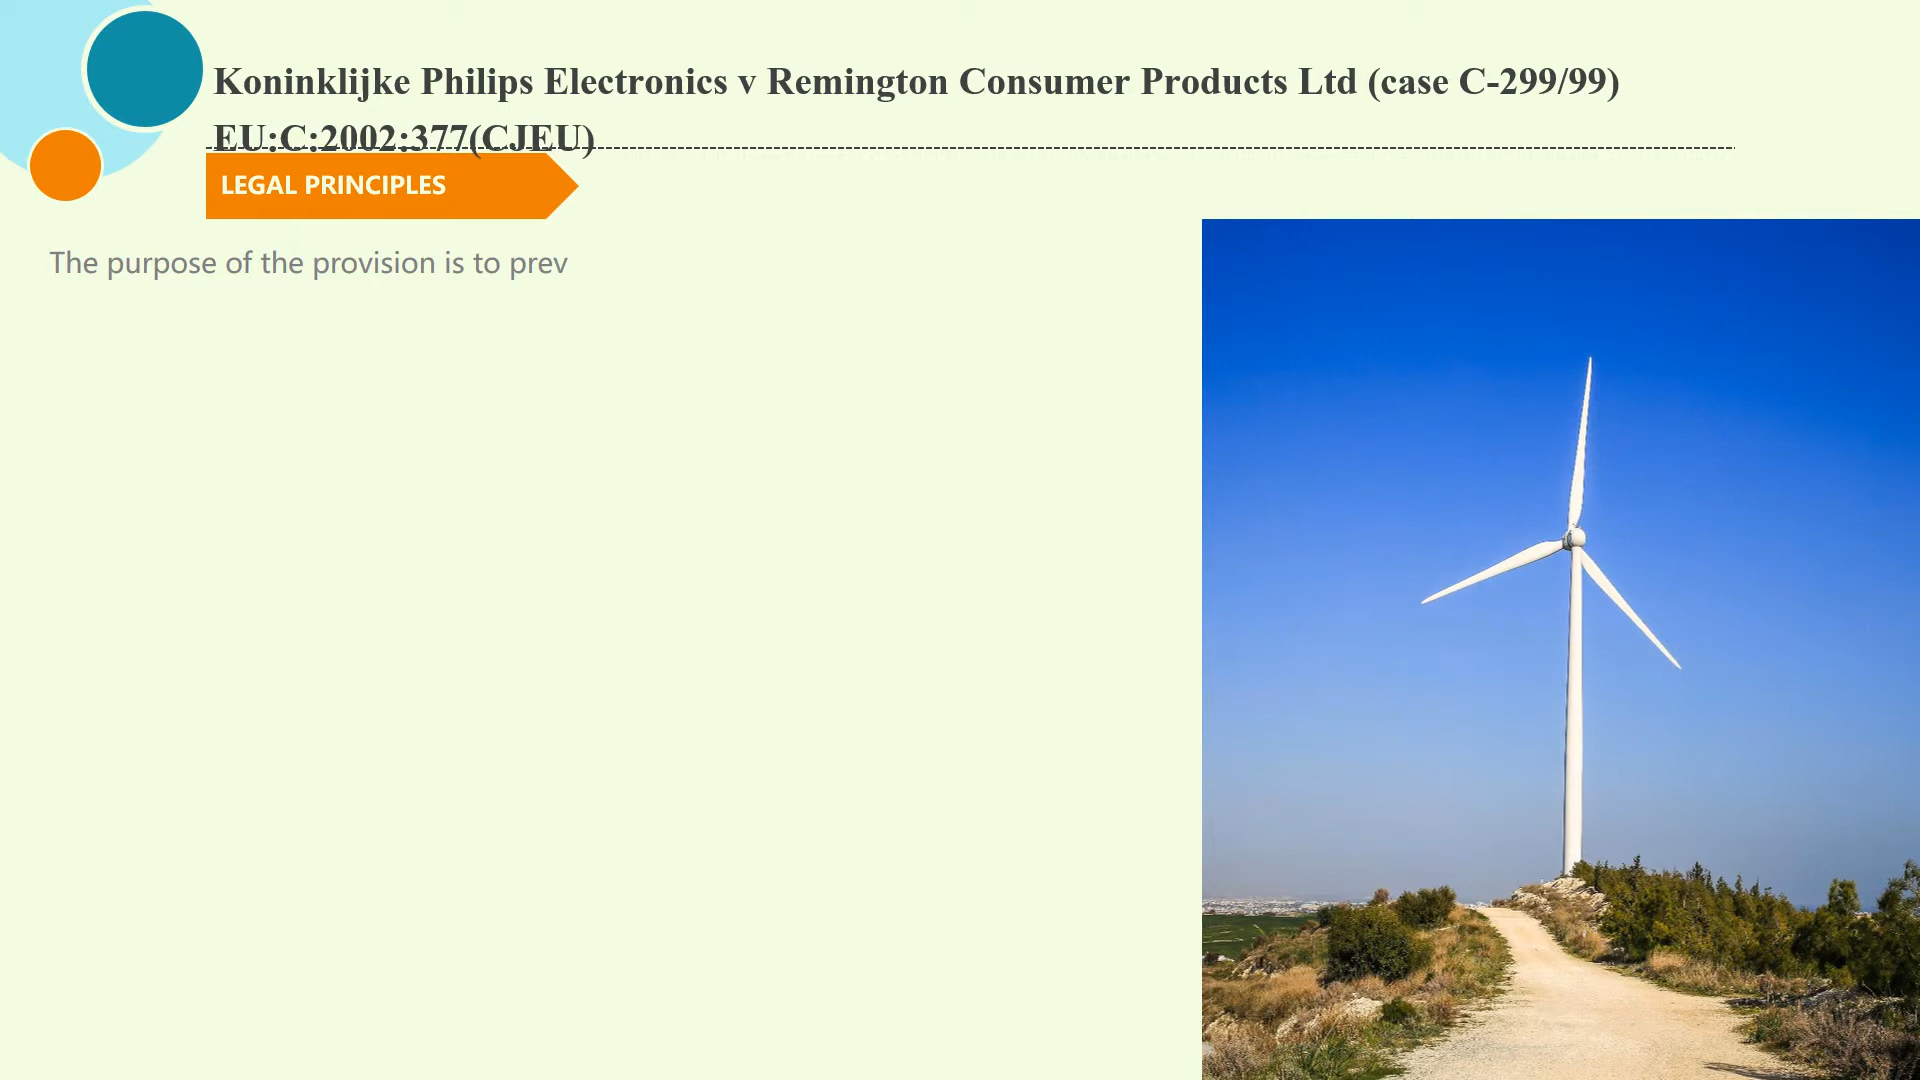 Koninklijke Philips Electronics v Remington Consumer Products Ltd (case C-299/99)
EU:C:2002:377(CJEU)
LEGAL PRINCIPLES
The purpose of the provision is to prev